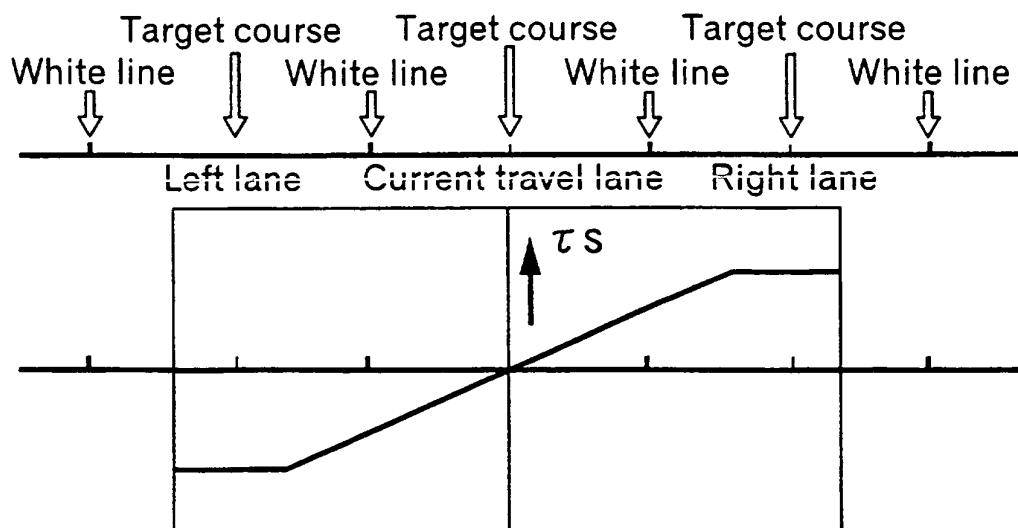 Target course Target course Target course
White line White line White line White line
Left lane Current travel lane Right lane
τ s